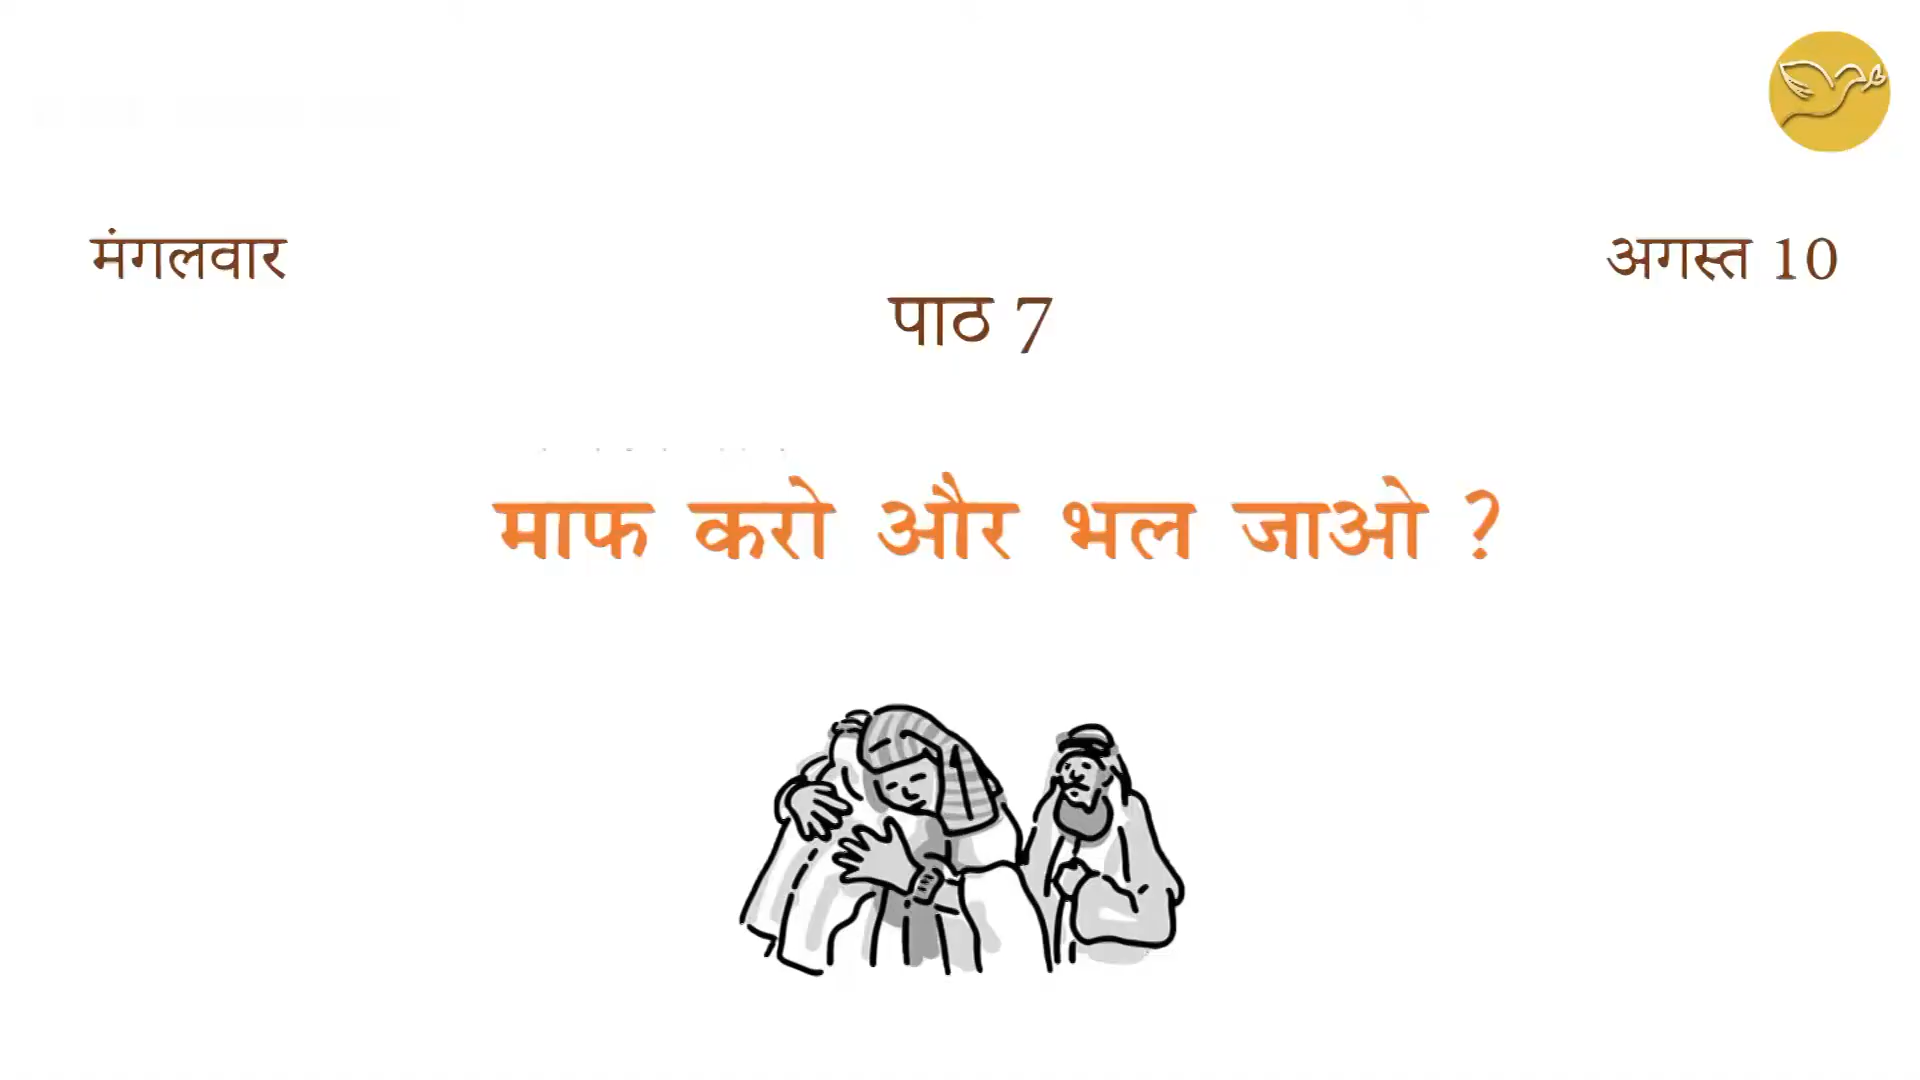 मंगलवार
अगस्त 10
पाठ 7
माफ करो और भल जाओ ?